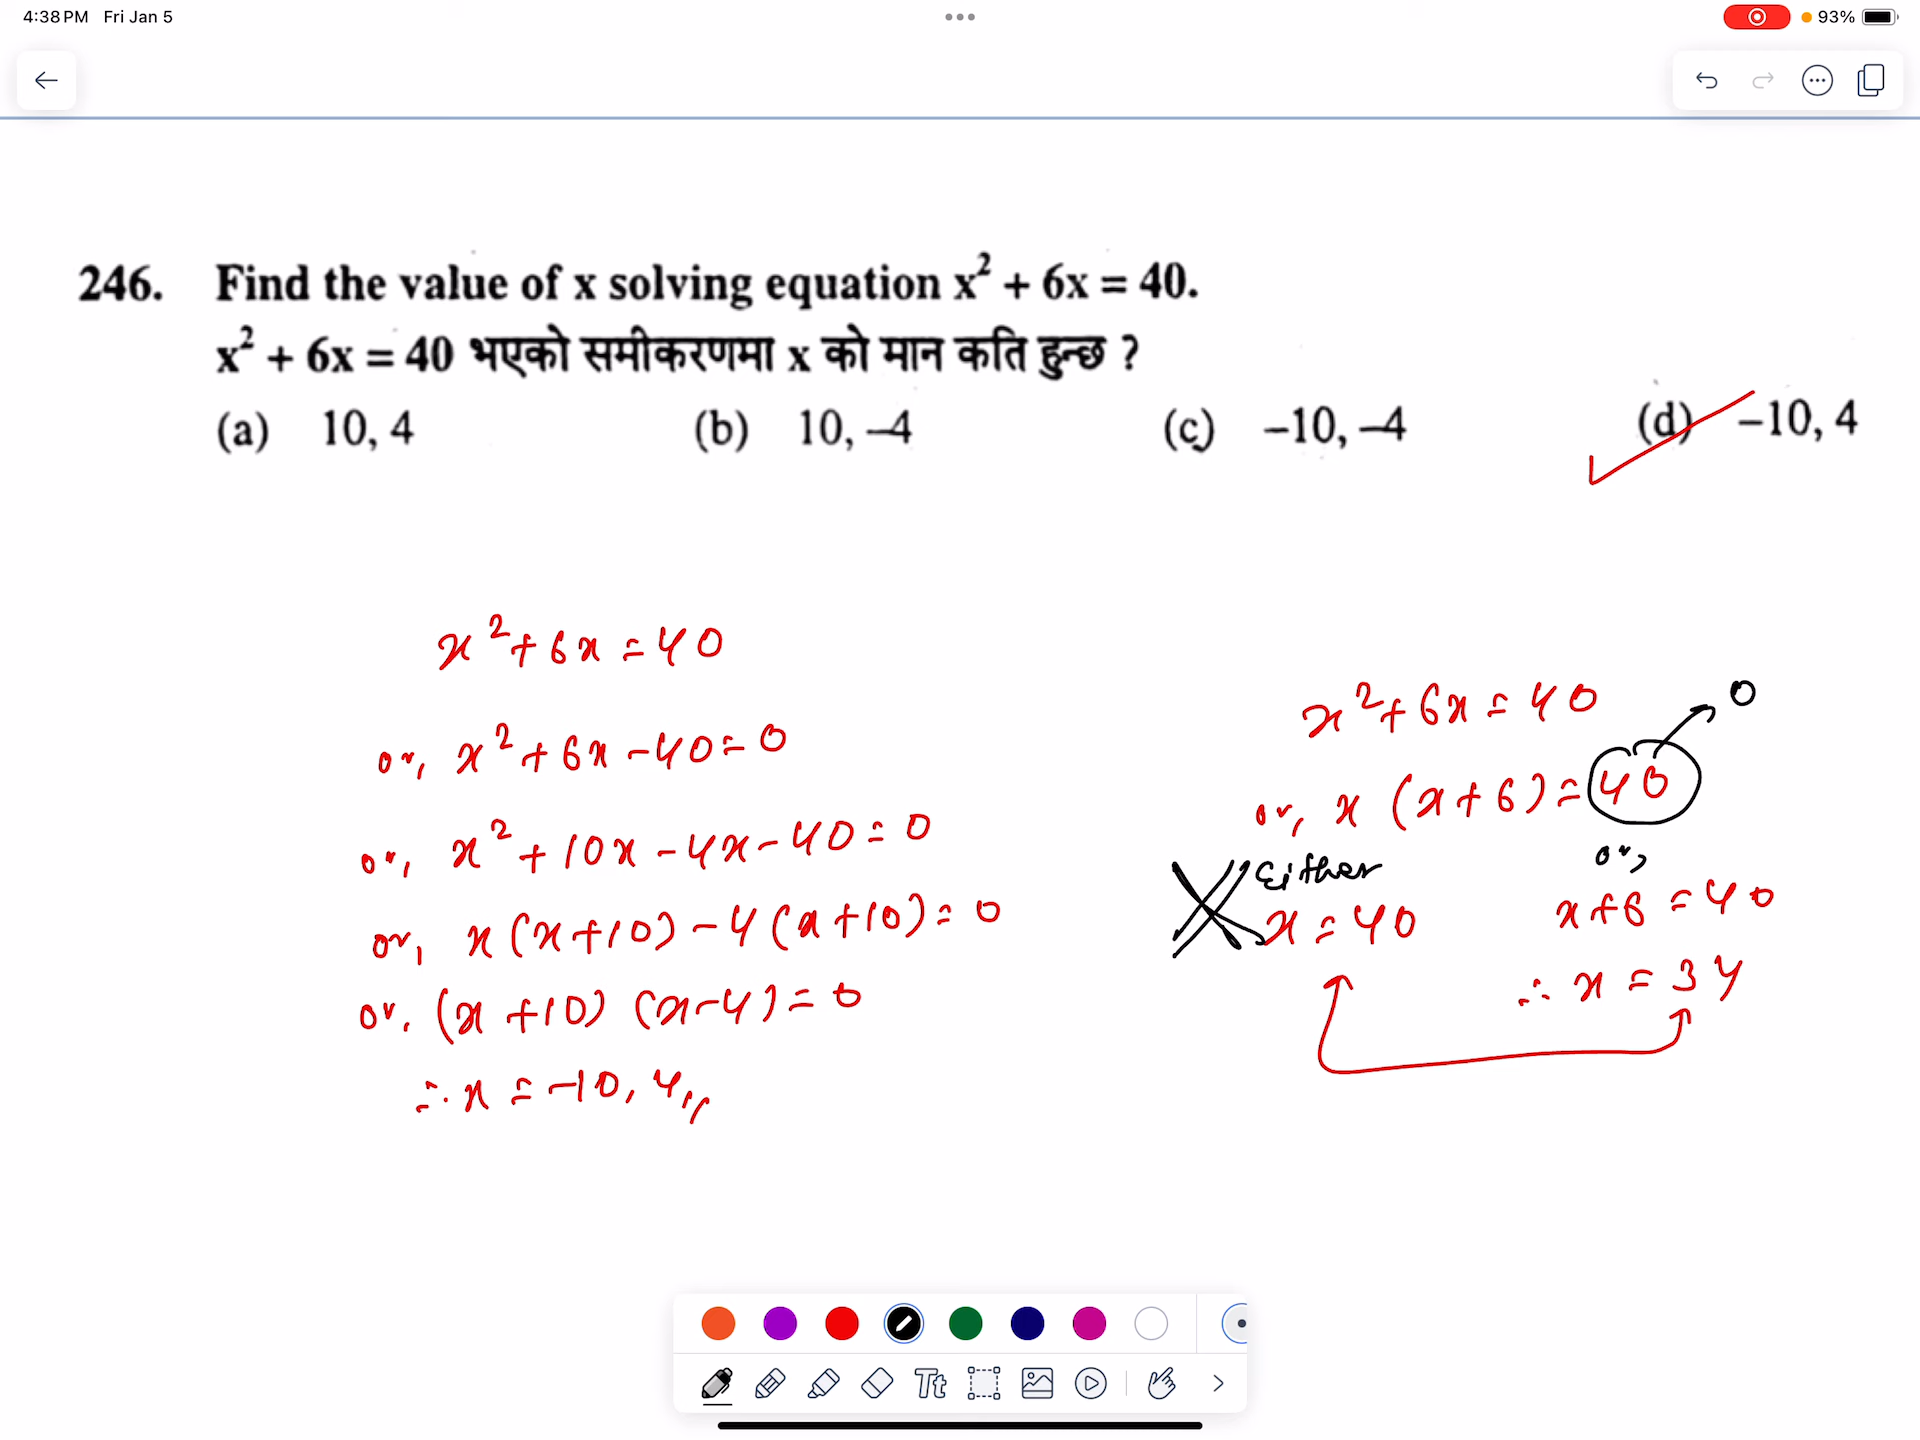 4:38 PM Fri Jan 5
93%
246. Find the value of x solving equation x² + 6x = 40.
x² + 6x = 40 भएको समीकरणमा x को मान कति हुन्छ ?
(a) 10, 4 (b) 10, –4 (c) –10, –4 (d) –10, 4
x² + 6x = 40
or, x² + 6x - 40 = 0
or, x² + 10x - 4x - 40 = 0
or, x(x+10) - 4(x+10) = 0
or, (x+10) (x-4) = 0
∴ x = -10, 4,,
x² + 6x = 40
0
or, x (x+6) = 40
Either or,
x = 40 x+6 = 40
∴ x = 34
Tt